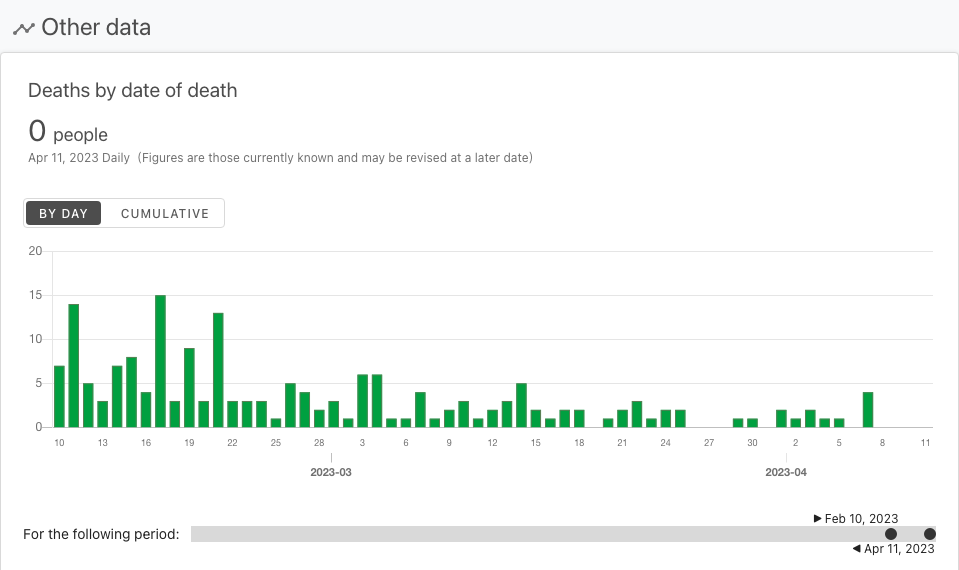 Other data
Deaths by date of death
0 people
Apr 11, 2023 Daily (Figures are those currently known and may be revised at a later date)
BY DAY CUMULATIVE
20
15
10
5
0
10 13 16 19 22 25 28 3 6 9 12 15 18 21 24 27 30 2 5 8 11
2023-03 2023-04
▶ Feb 10, 2023
For the following period:
◀ Apr 11, 2023